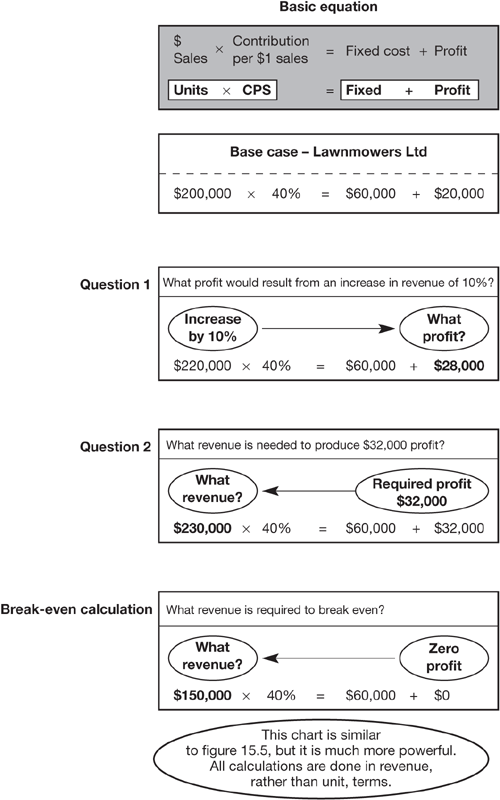 Basic equation
$ Sales × Contribution per $1 sales = Fixed cost + Profit
Units × CPS = Fixed + Profit
Base case – Lawnmowers Ltd
$200,000 × 40% = $60,000 + $20,000
Question 1
What profit would result from an increase in revenue of 10%?
Increase
by 10%
What
profit?
$220,000 × 40% = $60,000 + $28,000
Question 2
What revenue is needed to produce $32,000 profit?
What
revenue?
Required profit
$32,000
$230,000 × 40% = $60,000 + $32,000
Break-even calculation
What revenue is required to break even?
What
revenue?
Zero
profit
$150,000 × 40% = $60,000 + $0
This chart is similar
to figure 15.5, but it is much more powerful.
All calculations are done in revenue,
rather than unit, terms.